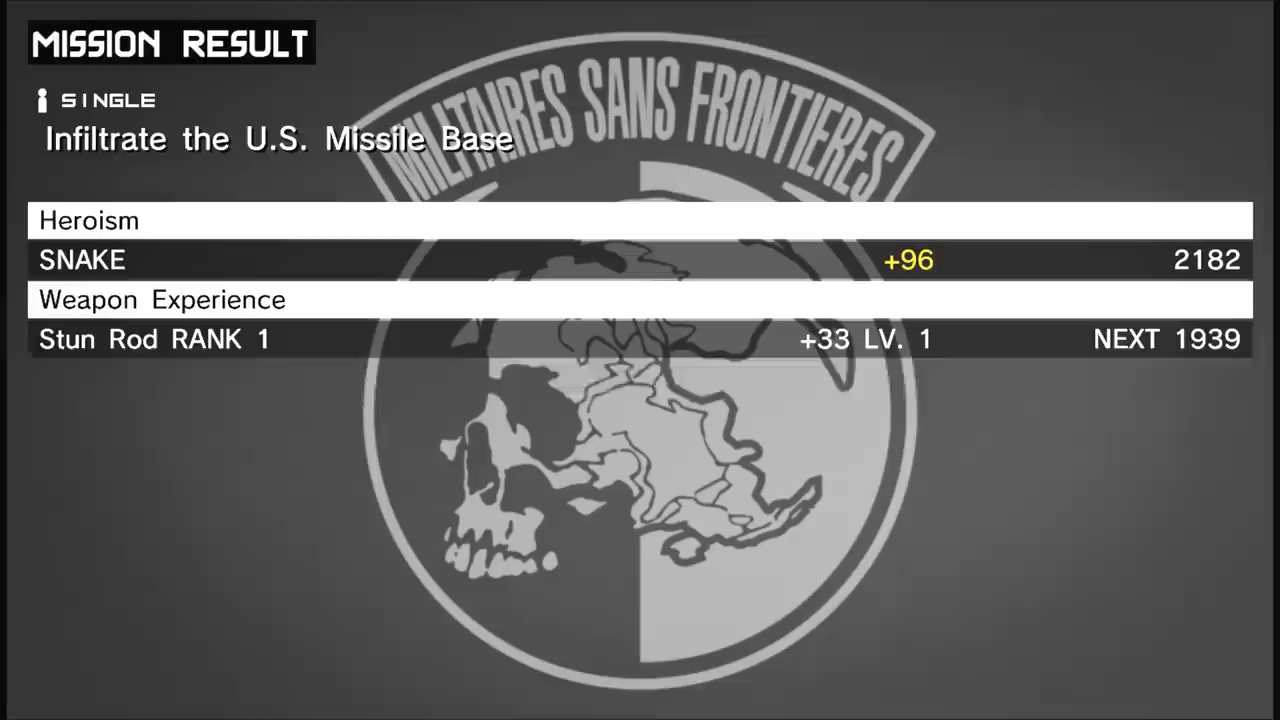 MISSION RESULT
SINGLE
Infiltrate the U.S. Missile Base
MILITAIRES SANS FRONTIERES
Heroism
SNAKE +96 2182
Weapon Experience
Stun Rod RANK 1 +33 LV. 1 NEXT 1939